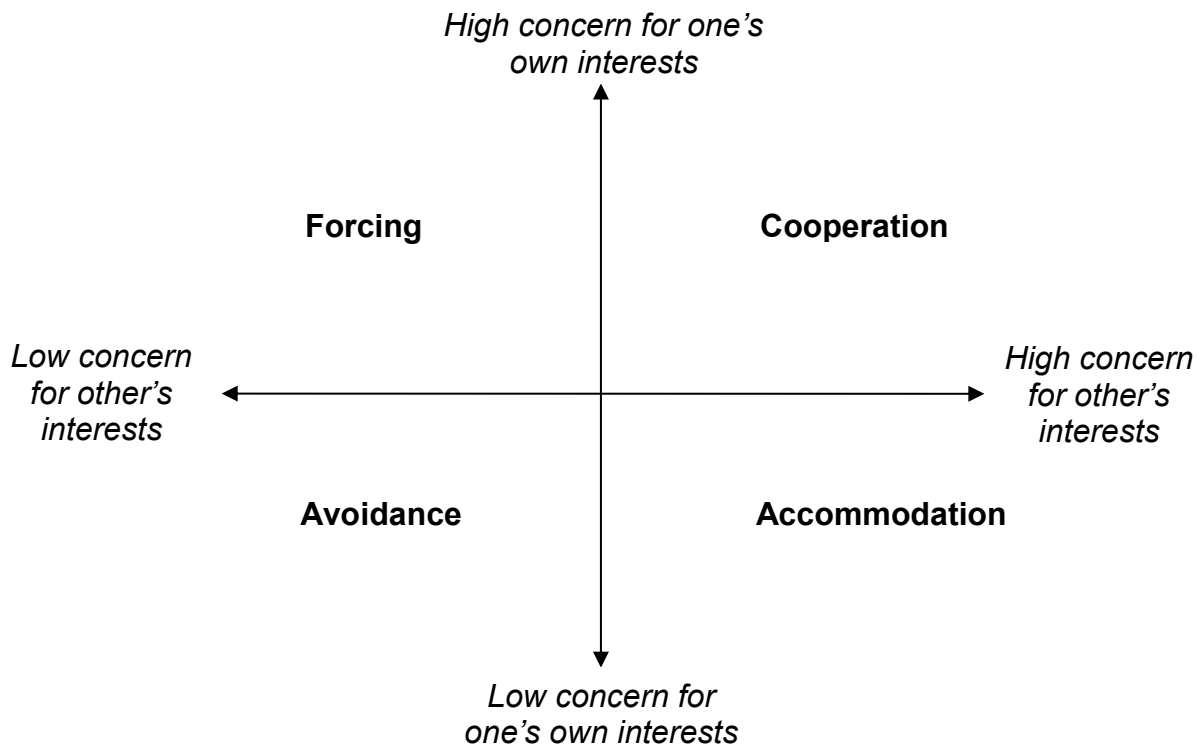 High concern for one’s
own interests
Forcing
Cooperation
Low concern
for other’s
interests
High concern
for other’s
interests
Avoidance
Accommodation
Low concern for
one’s own interests